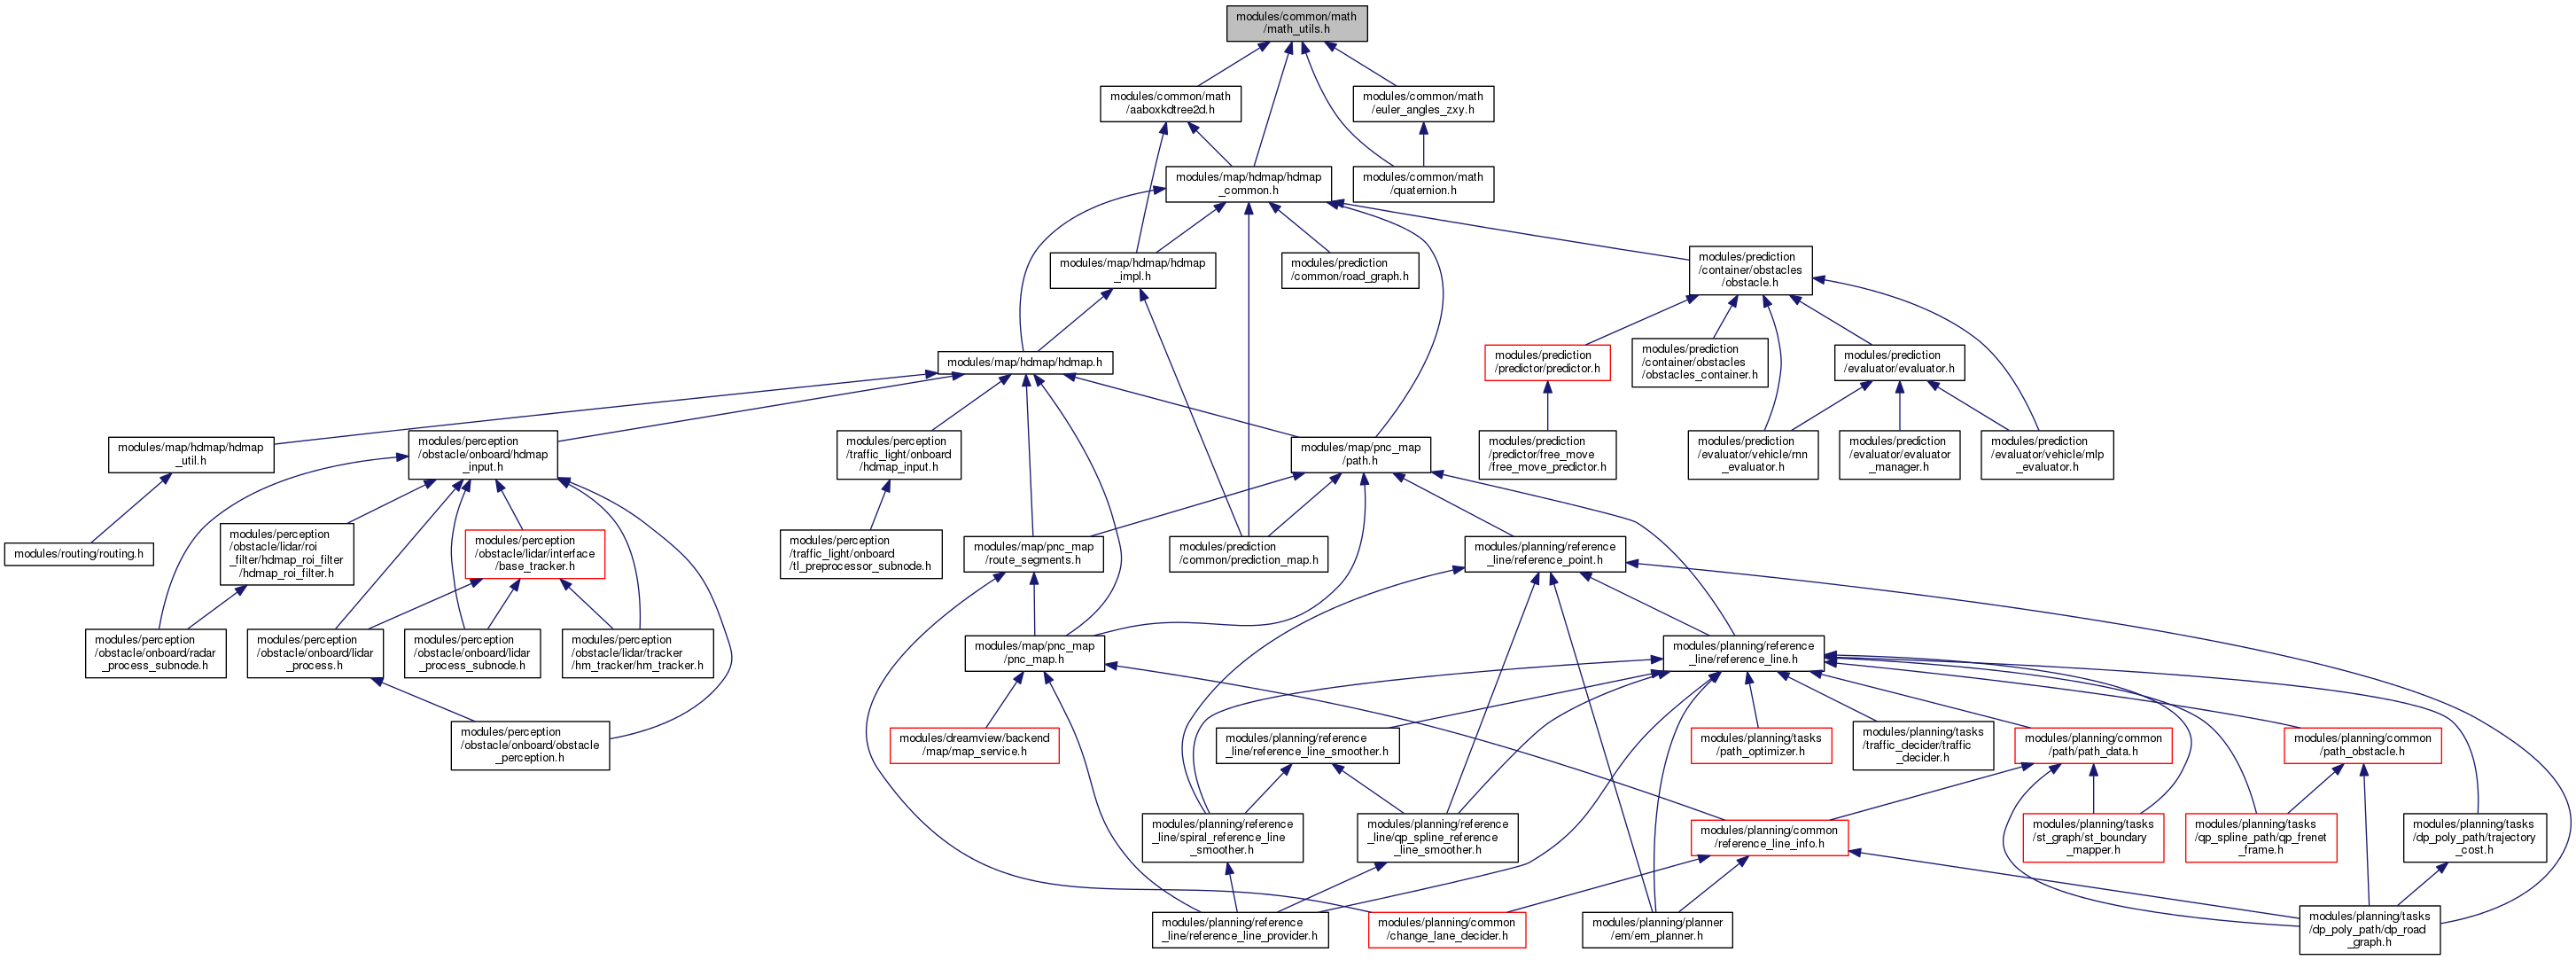 modules/common/math
/math_utils.h
modules/common/math
/aaboxkdtree2d.h
modules/common/math
/euler_angles_zxy.h
modules/map/hdmap/hdmap
_common.h
modules/common/math
/quaternion.h
modules/map/hdmap/hdmap
_impl.h
modules/prediction
/common/road_graph.h
modules/prediction
/container/obstacles
/obstacle.h
modules/map/hdmap/hdmap.h
modules/prediction
/predictor/predictor.h
modules/prediction
/container/obstacles
/obstacles_container.h
modules/prediction
/evaluator/evaluator.h
modules/map/hdmap/hdmap
_util.h
modules/perception
/obstacle/onboard/hdmap
_input.h
modules/perception
/traffic_light/onboard
/hdmap_input.h
modules/map/pnc_map
/path.h
modules/prediction
/predictor/free_move
/free_move_predictor.h
modules/prediction
/evaluator/vehicle/rnn
_evaluator.h
modules/prediction
/evaluator/evaluator
_manager.h
modules/prediction
/evaluator/vehicle/mlp
_evaluator.h
modules/routing/routing.h
modules/perception
/obstacle/lidar/roi
_filter/hdmap_roi_filter
/hdmap_roi_filter.h
modules/perception
/obstacle/lidar/interface
/base_tracker.h
modules/perception
/traffic_light/onboard
/tl_preprocessor_subnode.h
modules/map/pnc_map
/route_segments.h
modules/prediction
/common/prediction_map.h
modules/planning/reference
_line/reference_point.h
modules/perception
/obstacle/onboard/radar
_process_subnode.h
modules/perception
/obstacle/onboard/lidar
_process.h
modules/perception
/obstacle/onboard/lidar
_process_subnode.h
modules/perception
/obstacle/lidar/tracker
/hm_tracker/hm_tracker.h
modules/map/pnc_map
/pnc_map.h
modules/planning/reference
_line/reference_line.h
modules/perception
/obstacle/onboard/obstacle
_perception.h
modules/dreamview/backend
/map/map_service.h
modules/planning/reference
_line/reference_line_smoother.h
modules/planning/tasks
/path_optimizer.h
modules/planning/tasks
/traffic_decider/traffic
_decider.h
modules/planning/common
/path/path_data.h
modules/planning/common
/path_obstacle.h
modules/planning/reference
_line/spiral_reference_line
_smoother.h
modules/planning/reference
_line/qp_spline_reference
_line_smoother.h
modules/planning/common
/reference_line_info.h
modules/planning/tasks
/st_graph/st_boundary
_mapper.h
modules/planning/tasks
/qp_spline_path/qp_frenet
_frame.h
modules/planning/tasks
/dp_poly_path/trajectory
_cost.h
modules/planning/reference
_line/reference_line_provider.h
modules/planning/common
/change_lane_decider.h
modules/planning/planner
/em/em_planner.h
modules/planning/tasks
/dp_poly_path/dp_road
_graph.h